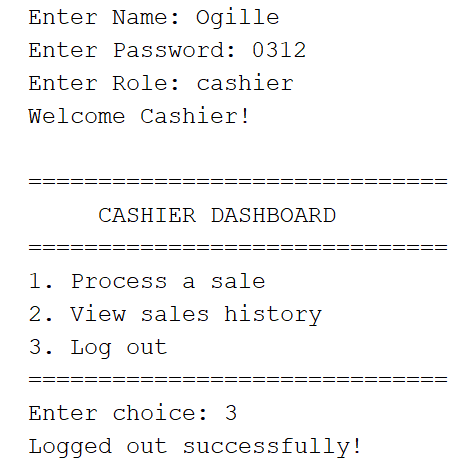 Enter Name: Ogille
Enter Password: 0312
Enter Role: cashier
Welcome Cashier!
==============================
CASHIER DASHBOARD
==============================
1. Process a sale
2. View sales history
3. Log out
==============================
Enter choice: 3
Logged out successfully!